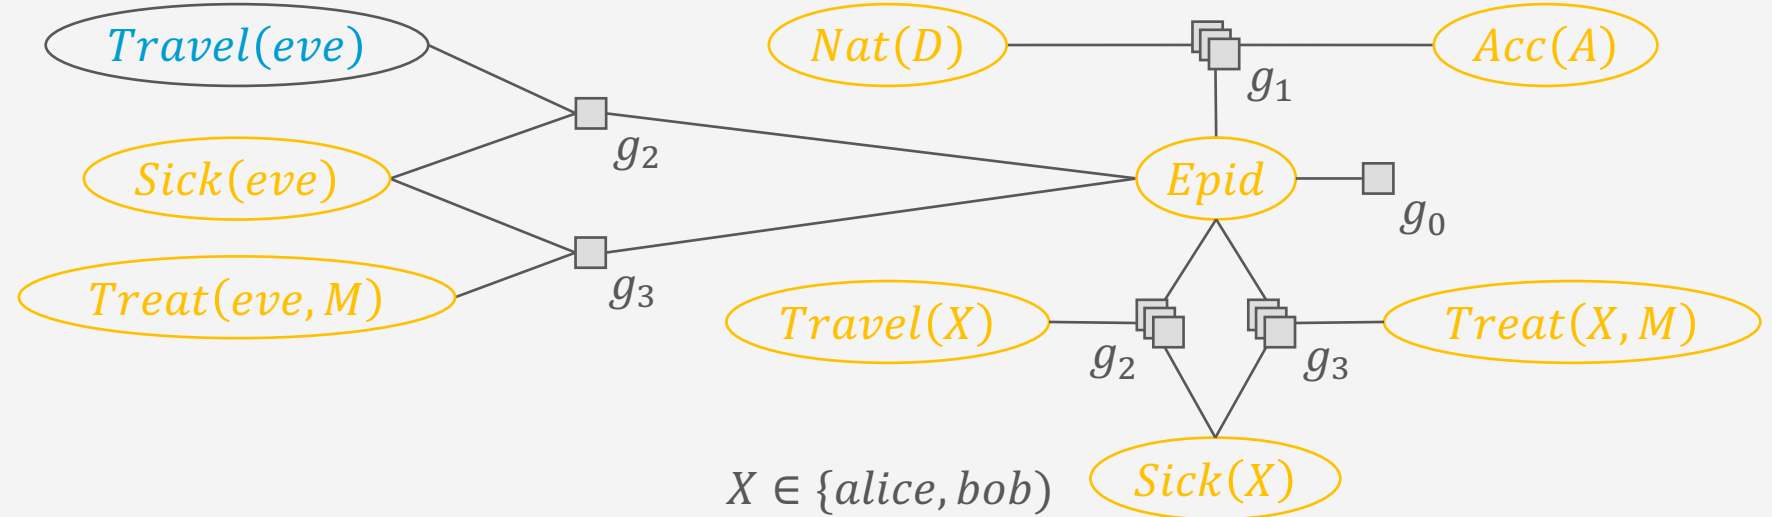 Travel(eve)
Nat(D)
Acc(A)
g₁
g₂
Sick(eve)
Epid
g₀
g₃
Treat(eve, M)
Travel(X)
g₂
g₃
Treat(X, M)
X ∈ {alice, bob)
Sick(X)